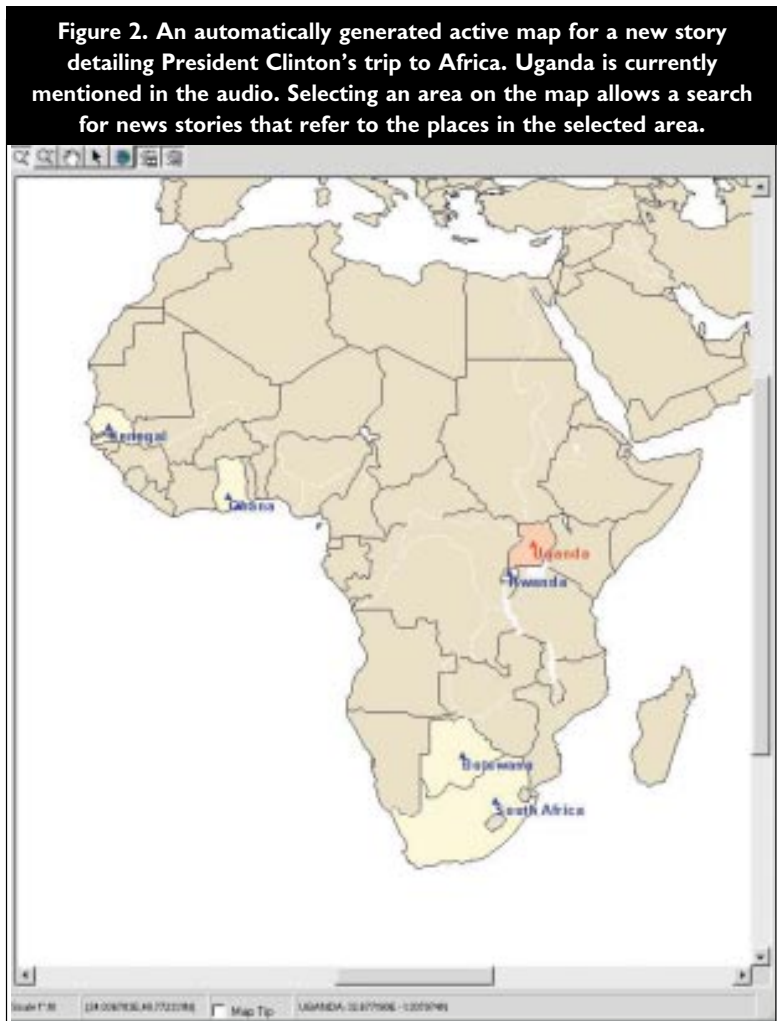 Figure 2. An automatically generated active map for a new story
detailing President Clinton's trip to Africa. Uganda is currently
mentioned in the audio. Selecting an area on the map allows a search
for news stories that refer to the places in the selected area.
Senegal
Ghana
Uganda
Rwanda
Botswana
South Africa
Map Tip UGANDA: